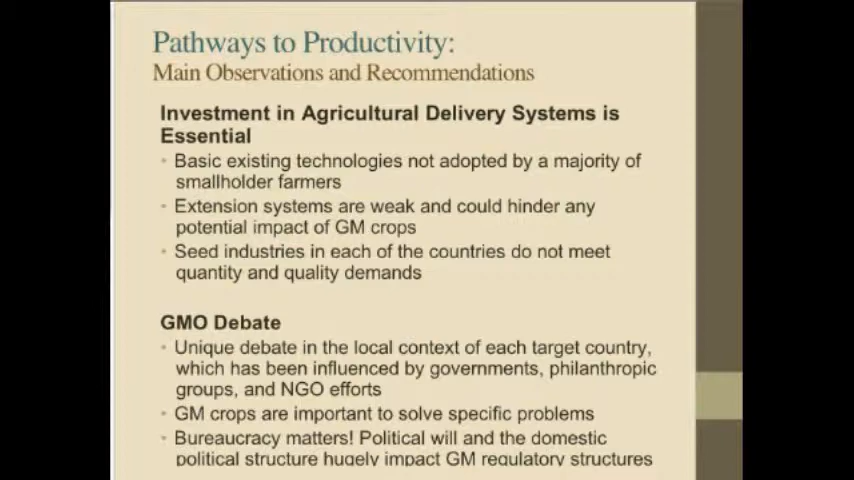 Pathways to Productivity:
Main Observations and Recommendations
Investment in Agricultural Delivery Systems is
Essential
• Basic existing technologies not adopted by a majority of
smallholder farmers
• Extension systems are weak and could hinder any
potential impact of GM crops
• Seed industries in each of the countries do not meet
quantity and quality demands
GMO Debate
• Unique debate in the local context of each target country,
which has been influenced by governments, philanthropic
groups, and NGO efforts
• GM crops are important to solve specific problems
• Bureaucracy matters! Political will and the domestic
political structure hugely impact GM regulatory structures